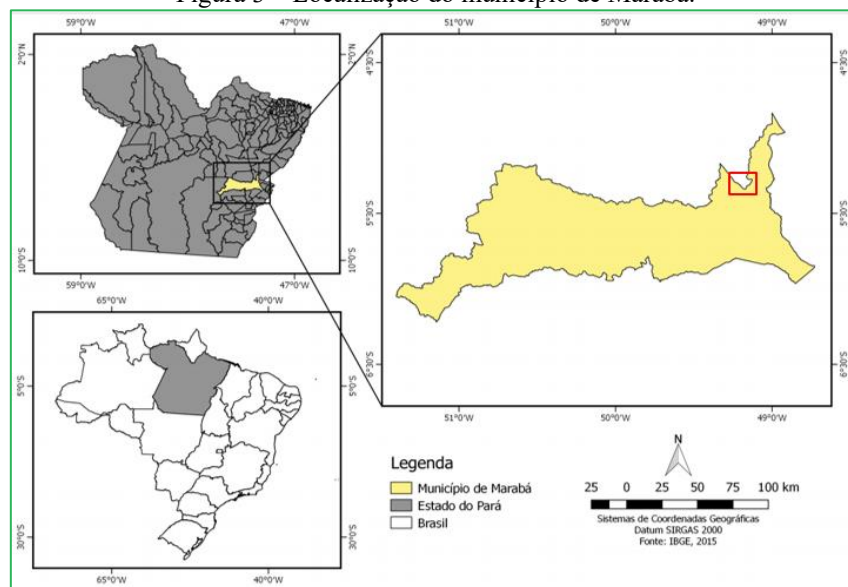 Figura 3 – Localização do município de Marabá.
59°0'W 47°0'W
2°0'N 2°0'N
10°0'S 10°0'S
59°0'W 47°0'W
65°0'W 40°0'W
5°0'S 5°0'S
30°0'S 30°0'S
65°0'W 40°0'W
51°0'W 50°0'W 49°0'W
4°30'S 4°30'S
5°30'S 5°30'S
6°30'S 6°30'S
51°0'W 50°0'W 49°0'W
Legenda
Município de Marabá
Estado do Pará
Brasil
N
25 0 25 50 75 100 km
Sistemas de Coordenadas Geográficas
Datum SIRGAS 2000
Fonte: IBGE, 2015